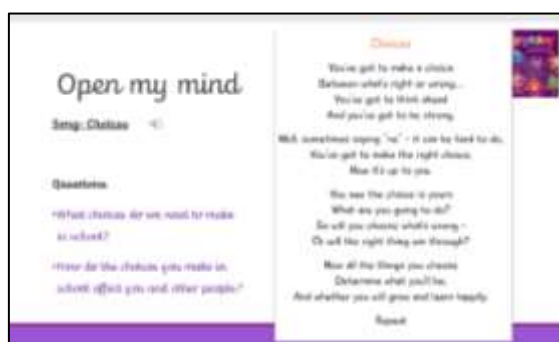 Open my mind
Song: Choices
Questions
•What choices do we need to make
in school?
•How do the choices you make in
school affect you and other people?
Choices
You've got to make a choice
Between what's right or wrong...
You've got to think ahead
And you've got to be strong.
Well, sometimes saying "no" - it can be hard to do.
You've got to make the right choice.
Now it's up to you.
You see the choice is yours
What are you going to do?
So will you choose what's wrong -
Or will the right thing win through?
Now all the things you choose
Determine what you'll be,
And whether you will grow and learn happily.
Repeat